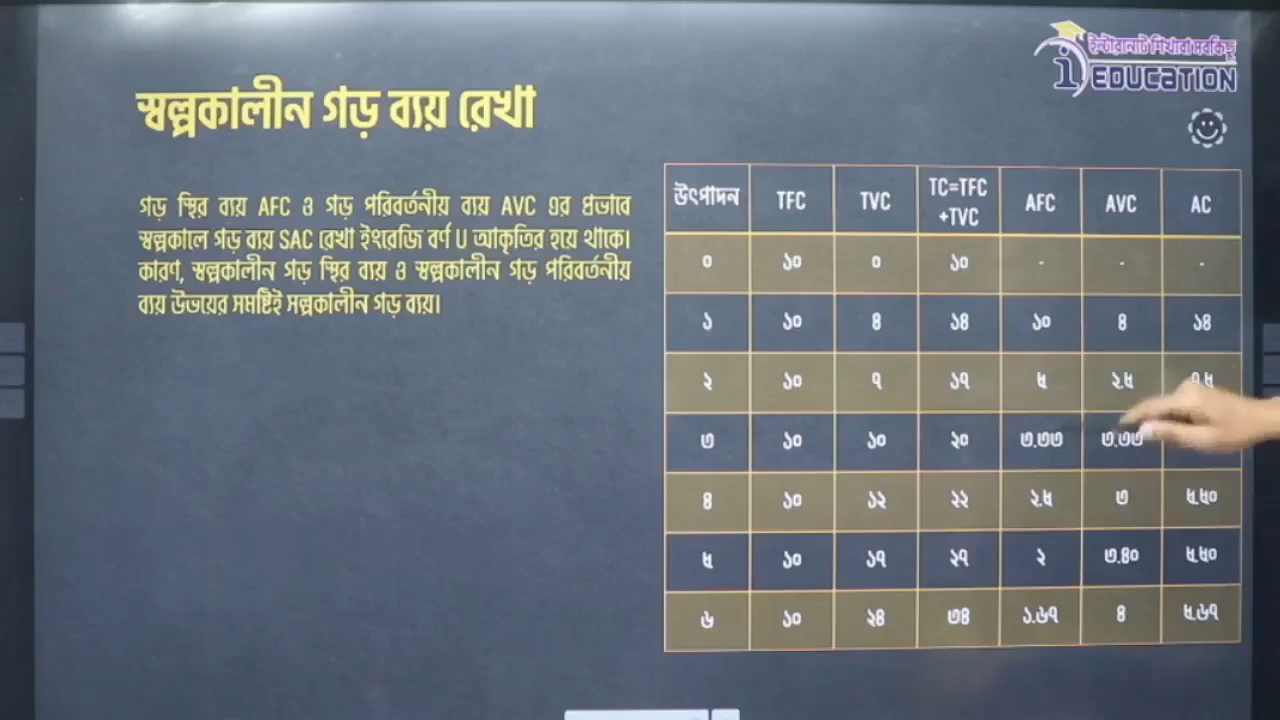 ইন্টারনেট শিখাবো সবকিছু
i EDUCATION
স্বল্পকালীন গড় ব্যয় রেখা
গড় স্থির ব্যয় AFC ও গড় পরিবর্তনীয় ব্যয় AVC এর প্রভাবে
স্বল্পকালে গড় ব্যয় SAC রেখা ইংরেজি বর্ণ U আকৃতির হয়ে থাকে।
কারণ, স্বল্পকালীন গড় স্থির ব্যয় ও স্বল্পকালীন গড় পরিবর্তনীয়
ব্যয় উভয়ের সমষ্টিই সল্পকালীন গড় ব্যয়।
উৎপাদন TFC TVC TC=TFC AFC AVC AC
+TVC
০ ১০ ০ ১০ - - -
১ ১০ ৪ ১৪ ১০ ৪ ১৪
২ ১০ ৭ ১৭ ৫ ২.৫
৩ ১০ ১০ ২০ ৩.৩৩ ৩.৩৩
৪ ১০ ১২ ২২ ২.৫ ৩ ৫.৫০
৫ ১০ ১৭ ২৭ ২ ৩.৪০ ৫.৫০
৬ ১০ ২৪ ৩৪ ১.৬৭ ৪ ৫.৬৭